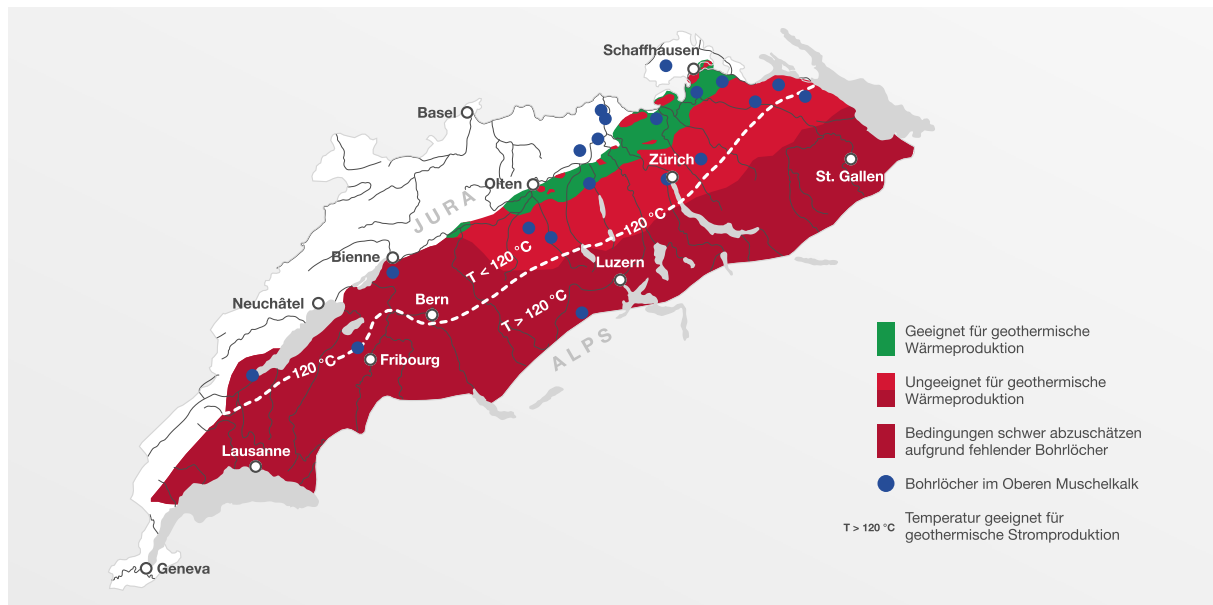 Schaffhausen
Basel
Zürich
St. Gallen
Olten
JURA
120 °C
T < 120 °C
Bienne
Luzern
Neuchâtel
Bern
T > 120 °C
ALPS
120 °C
Fribourg
Lausanne
Geneva
Geeignet für geothermische
Wärmeproduktion
Ungeeignet für geothermische
Wärmeproduktion
Bedingungen schwer abzuschätzen
aufgrund fehlender Bohrlöcher
Bohrlöcher im Oberen Muschelkalk
T > 120 °C
Temperatur geeignet für
geothermische Stromproduktion